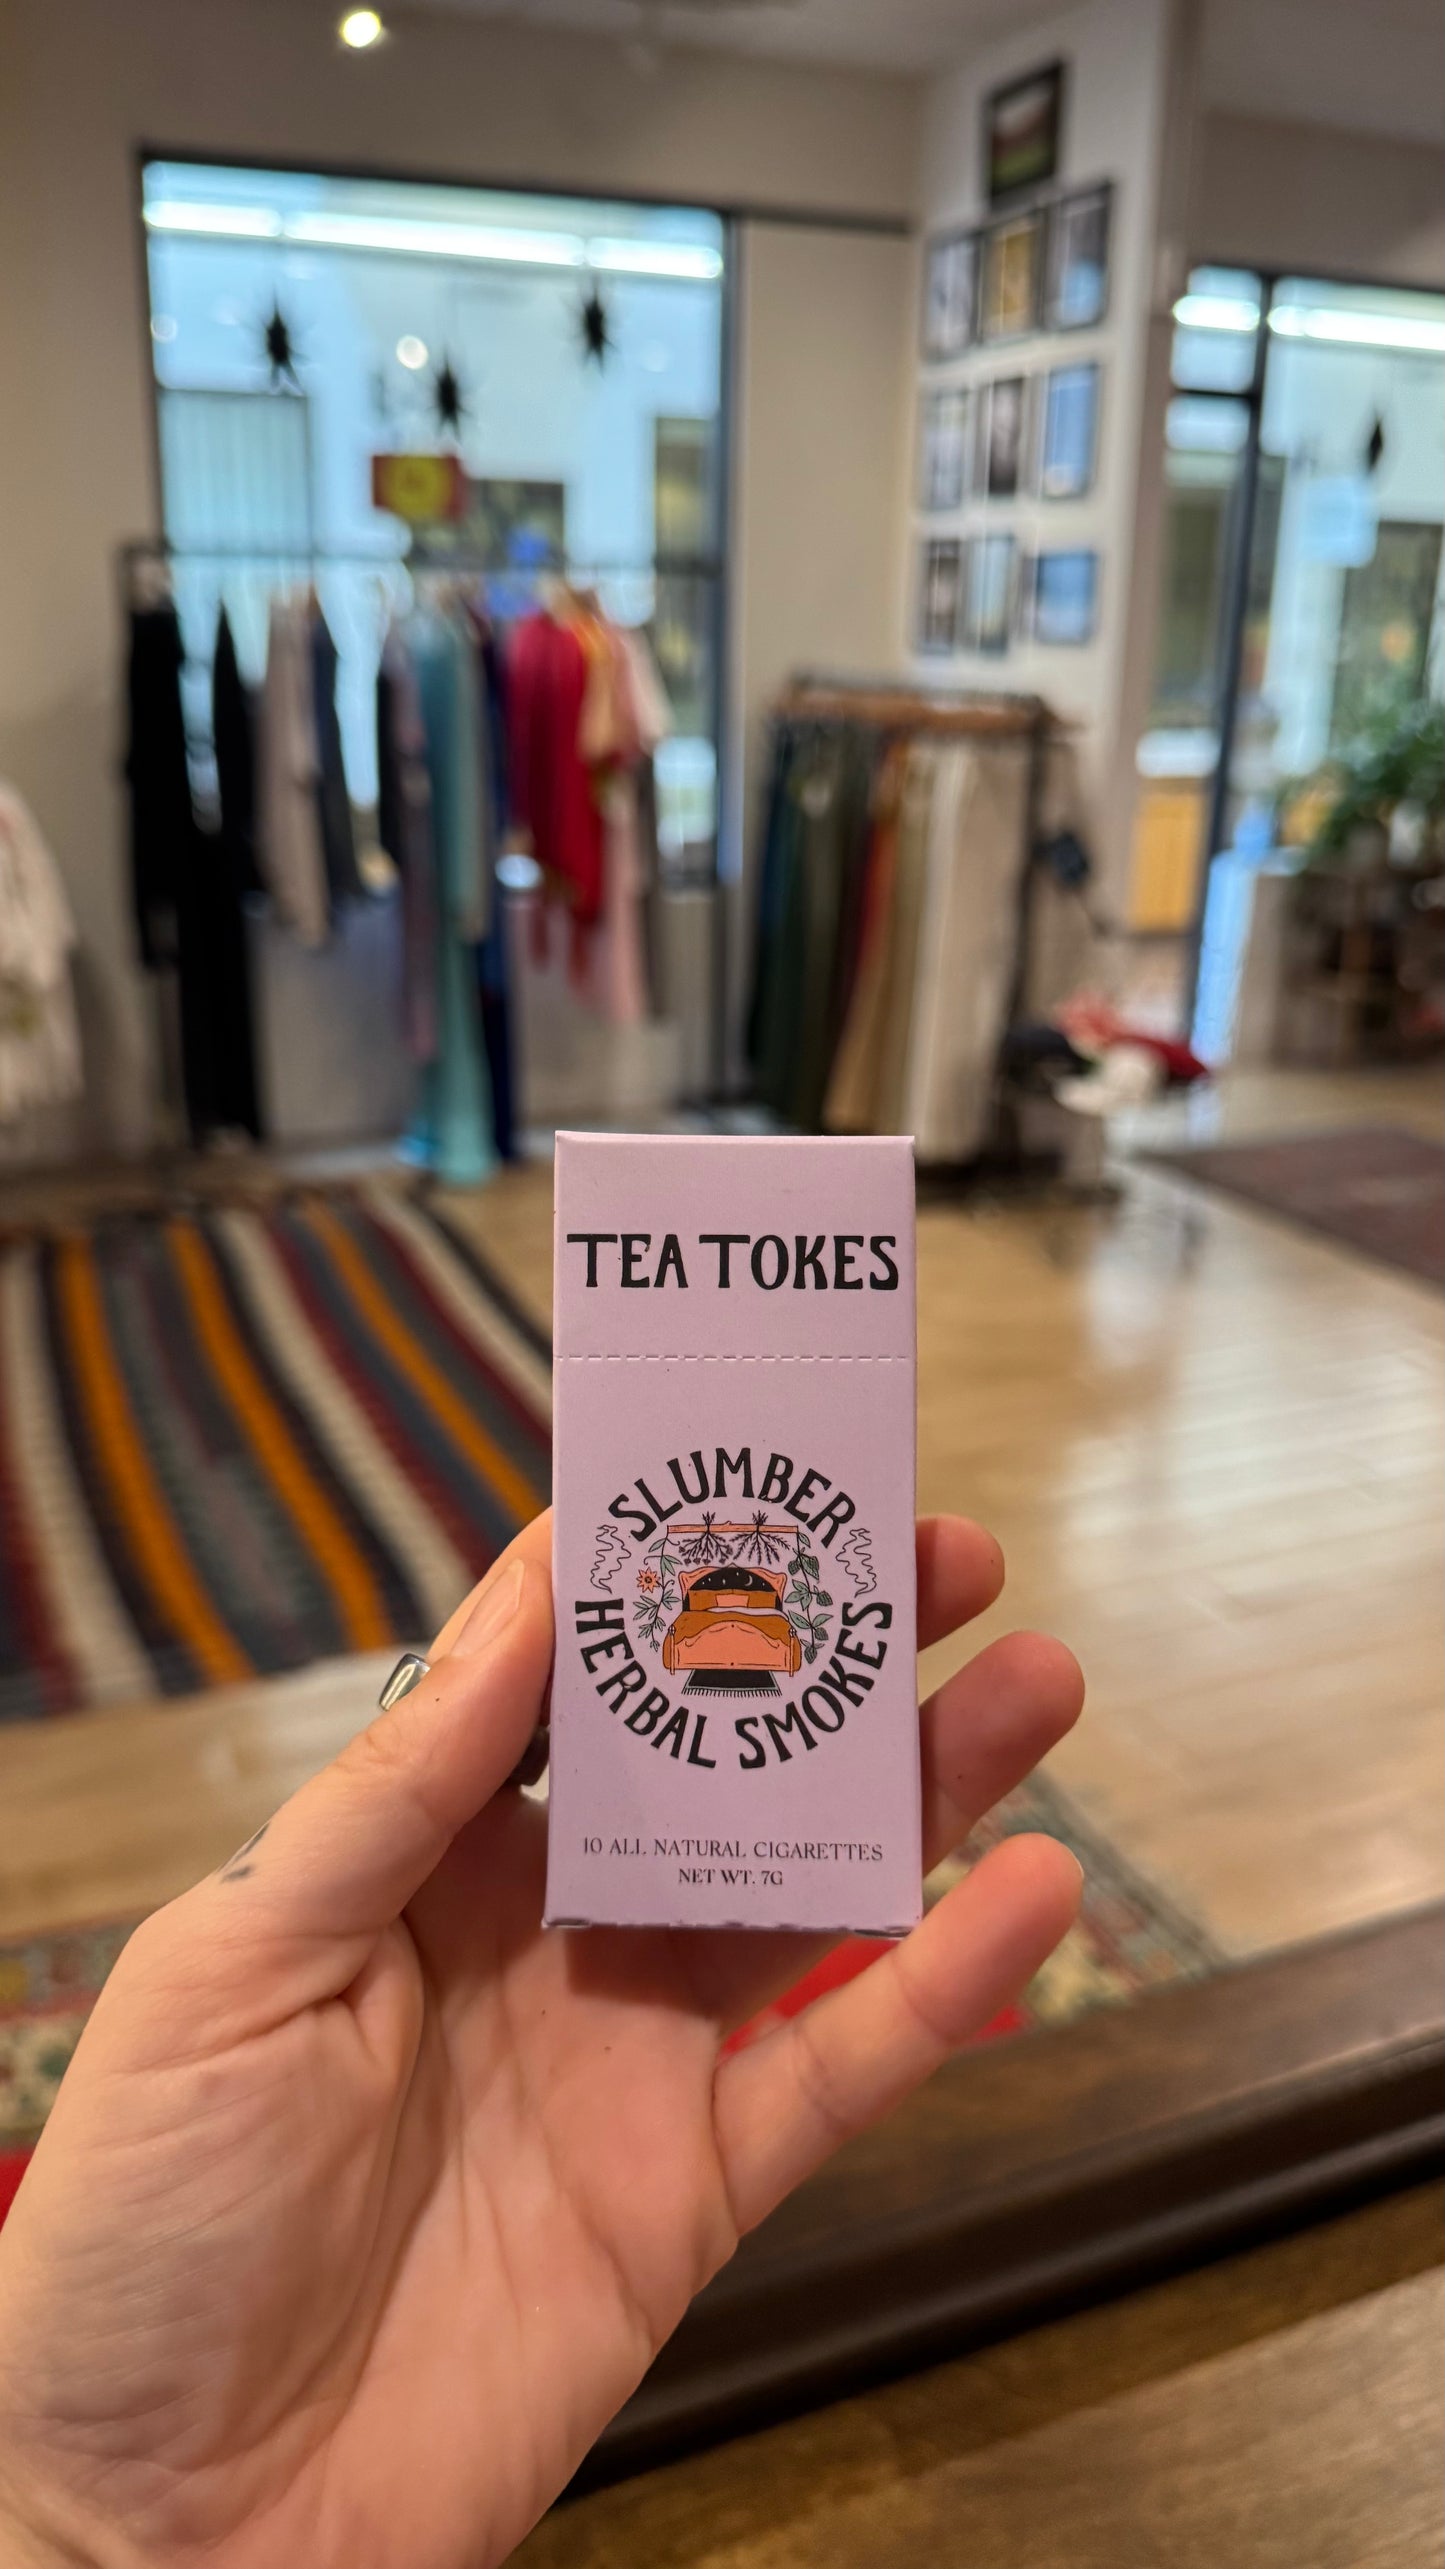 TEA TOKES
SLUMBER
HERBAL SMOKES
10 ALL NATURAL CIGARETTES
NET WT. 7G